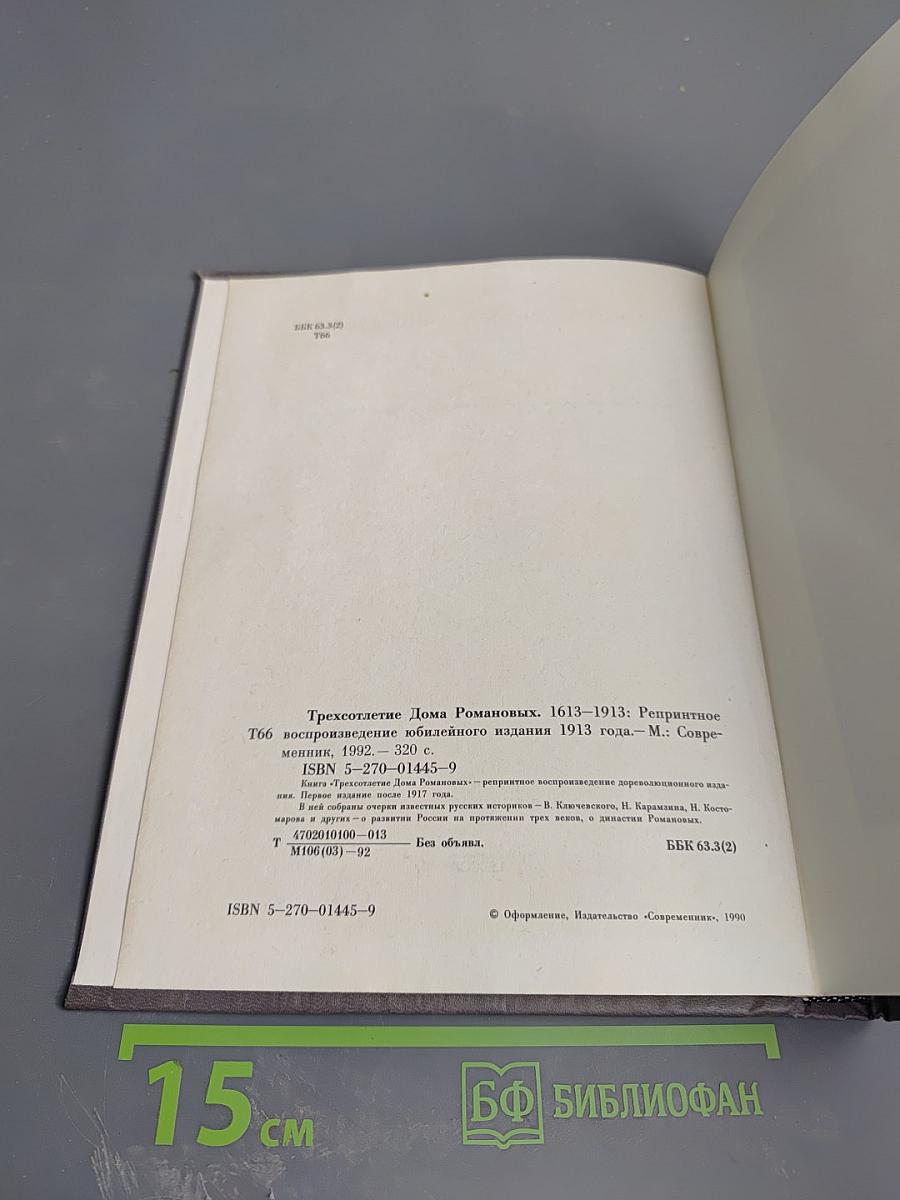 ББК 63.3(2)
Т66
Трехсотлетие Дома Романовых. 1613—1913: Репринтное
Т66 воспроизведение юбилейного издания 1913 года.— М.: Совре-
менник, 1992.— 320 с.
ISBN 5—270—01445—9
Книга «Трехсотлетие Дома Романовых» — репринтное воспроизведение дореволюционного изда-
ния. Первое издание после 1917 года.
В ней собраны очерки известных русских историков — В. Ключевского, Н. Карамзина, Н. Косто-
марова и других — о развитии России на протяжении трех веков, о династии Романовых.
4702010100—013
Т
М106(03)—92
Без объявл.
ББК 63.3(2)
ISBN 5—270—01445—9
© Оформление, Издательство «Современник», 1990
15 см
БФ БИБЛИОФАН